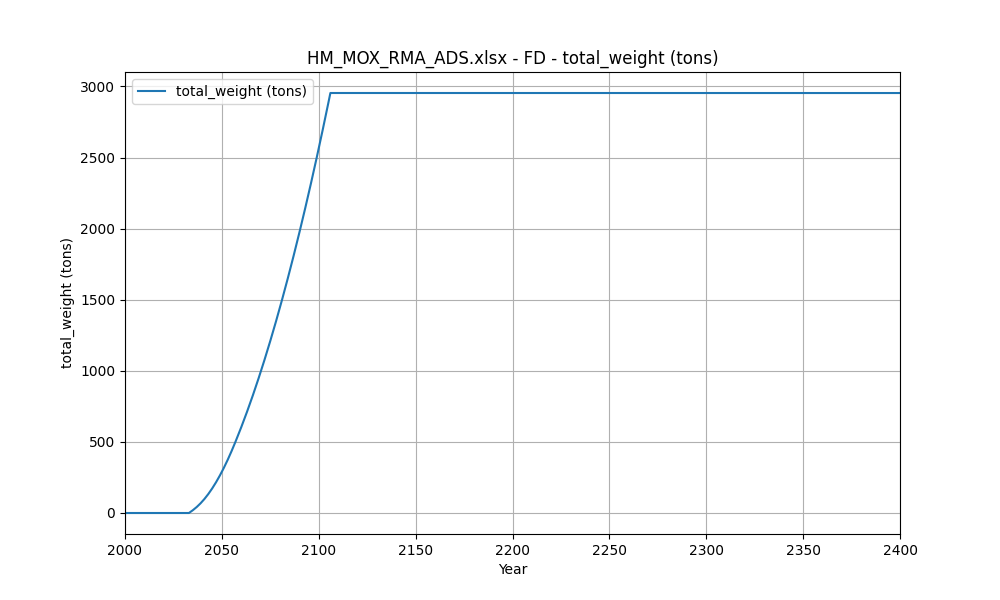 HM_MOX_RMA_ADS.xlsx - FD - total_weight (tons)
total_weight (tons)
3000
2500
2000
1500
1000
500
0
total_weight (tons)
2000 2050 2100 2150 2200 2250 2300 2350 2400
Year